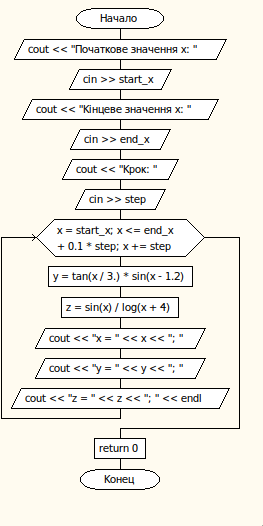 Начало
cout << "Початкове значення x: "
cin >> start_x
cout << "Кінцеве значення x: "
cin >> end_x
cout << "Крок: "
cin >> step
x = start_x; x <= end_x
+ 0.1 * step; x += step
y = tan(x / 3.) * sin(x - 1.2)
z = sin(x) / log(x + 4)
cout << "x = " << x << "; "
cout << "y = " << y << "; "
cout << "z = " << z << "; " << endl
return 0
Конец